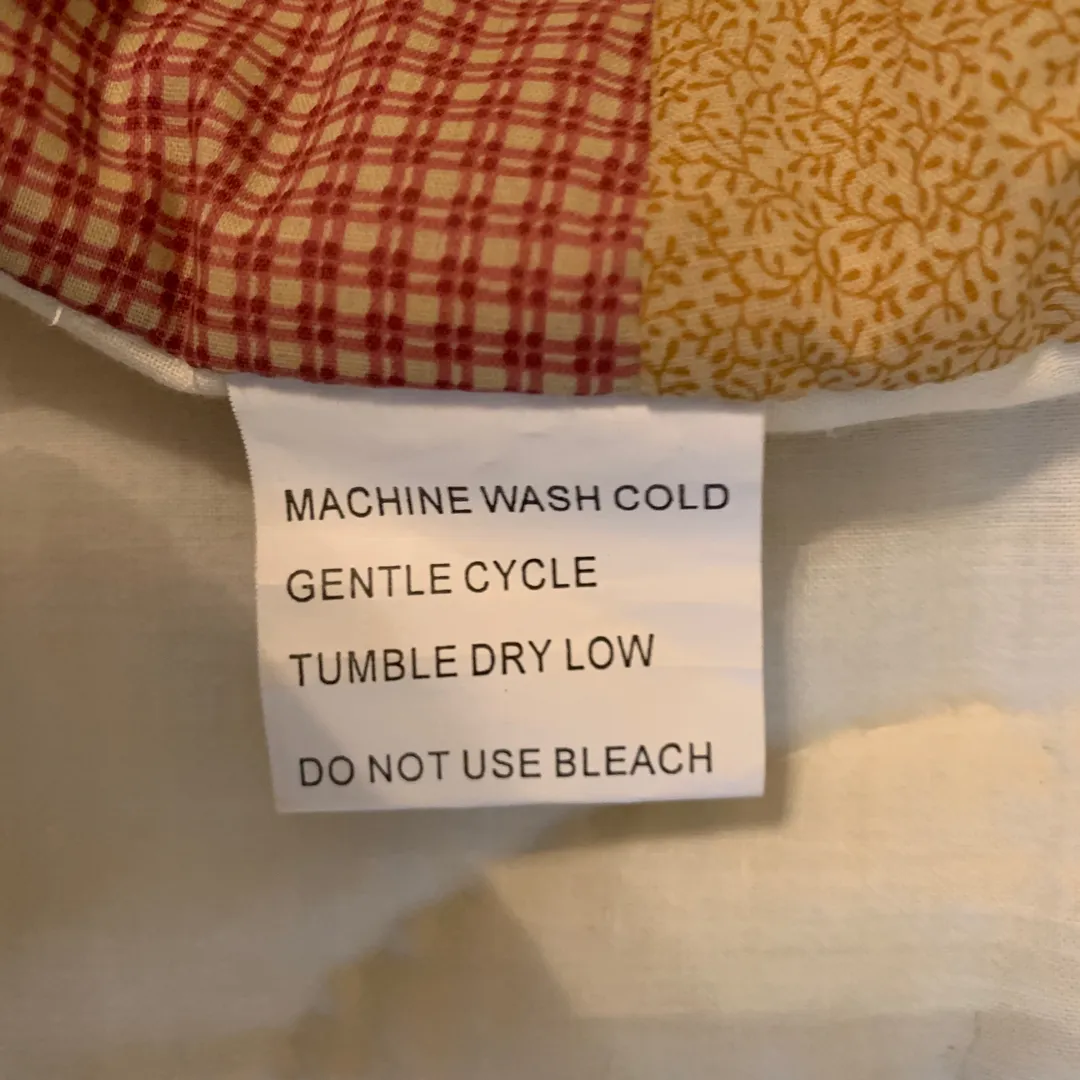 MACHINE WASH COLD
GENTLE CYCLE
TUMBLE DRY LOW
DO NOT USE BLEACH